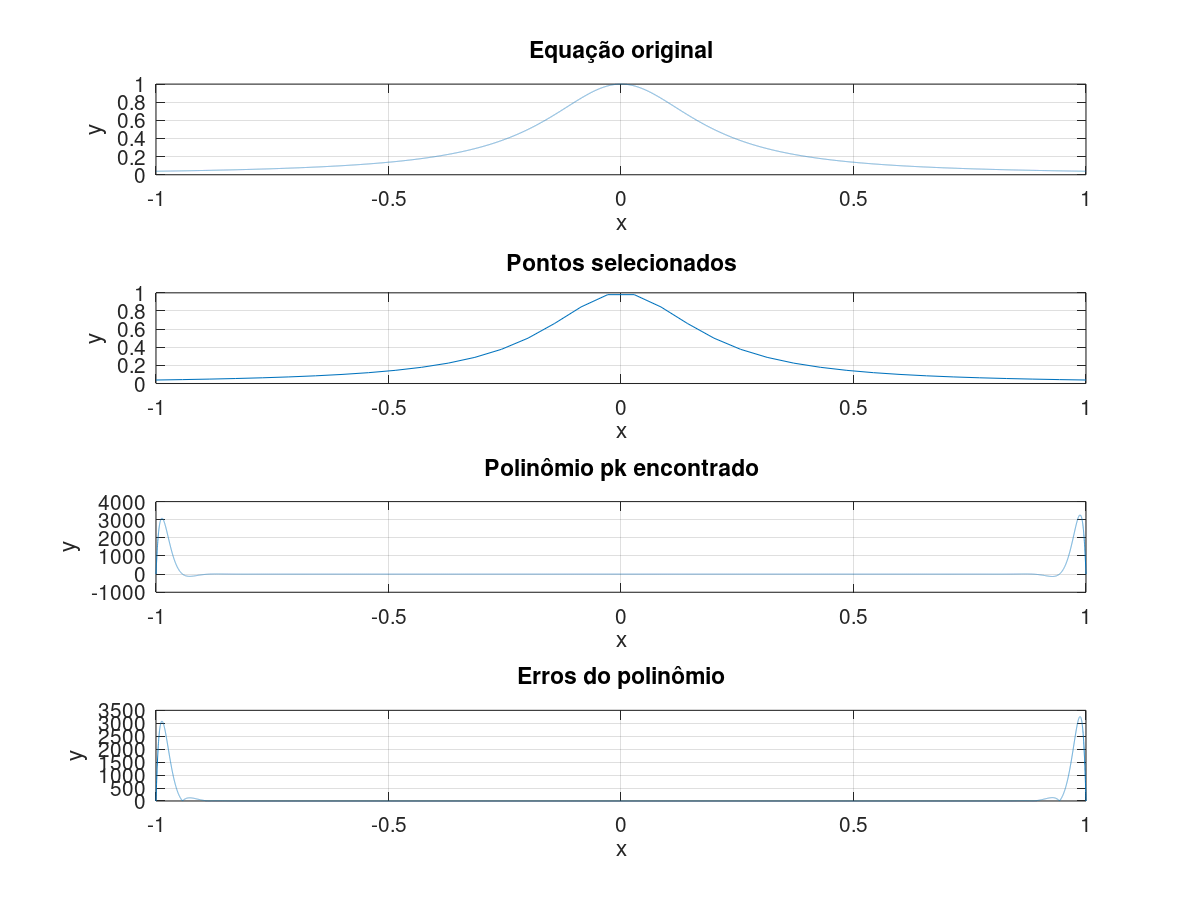 Equação original
1
0.8
0.6
0.4
0.2
0
y
-1 -0.5 0 0.5 1
x
Pontos selecionados
1
0.8
0.6
0.4
0.2
0
y
-1 -0.5 0 0.5 1
x
Polinômio pk encontrado
4000
3000
2000
1000
0
-1000
y
-1 -0.5 0 0.5 1
x
Erros do polinômio
3500
3000
2500
2000
1500
1000
500
0
y
-1 -0.5 0 0.5 1
x